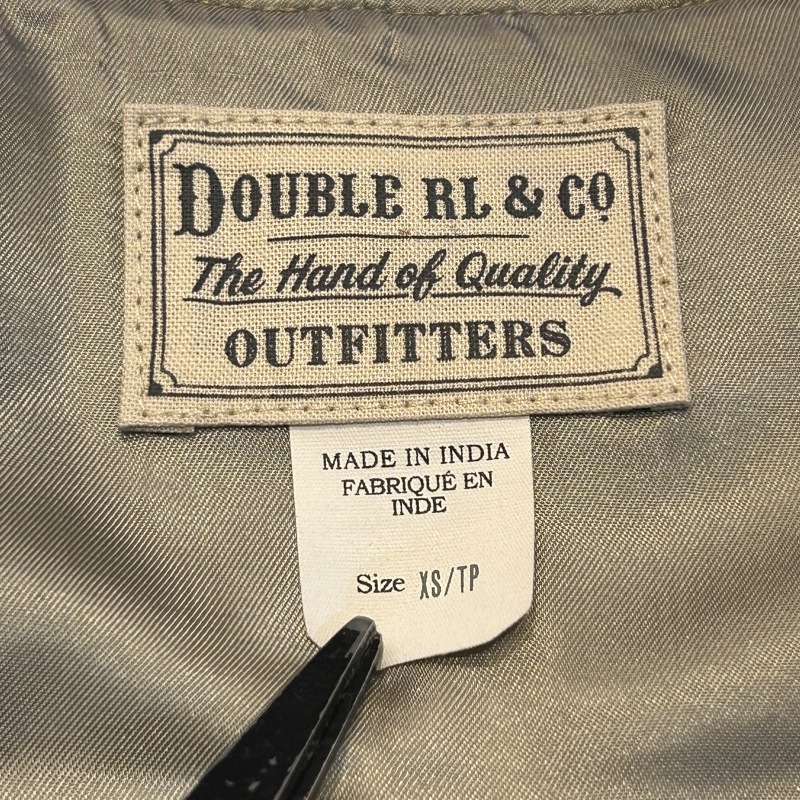 DOUBLE RL & CO
The Hand of Quality
OUTFITTERS
MADE IN INDIA
FABRIQUÉ EN
INDE
Size XS/TP